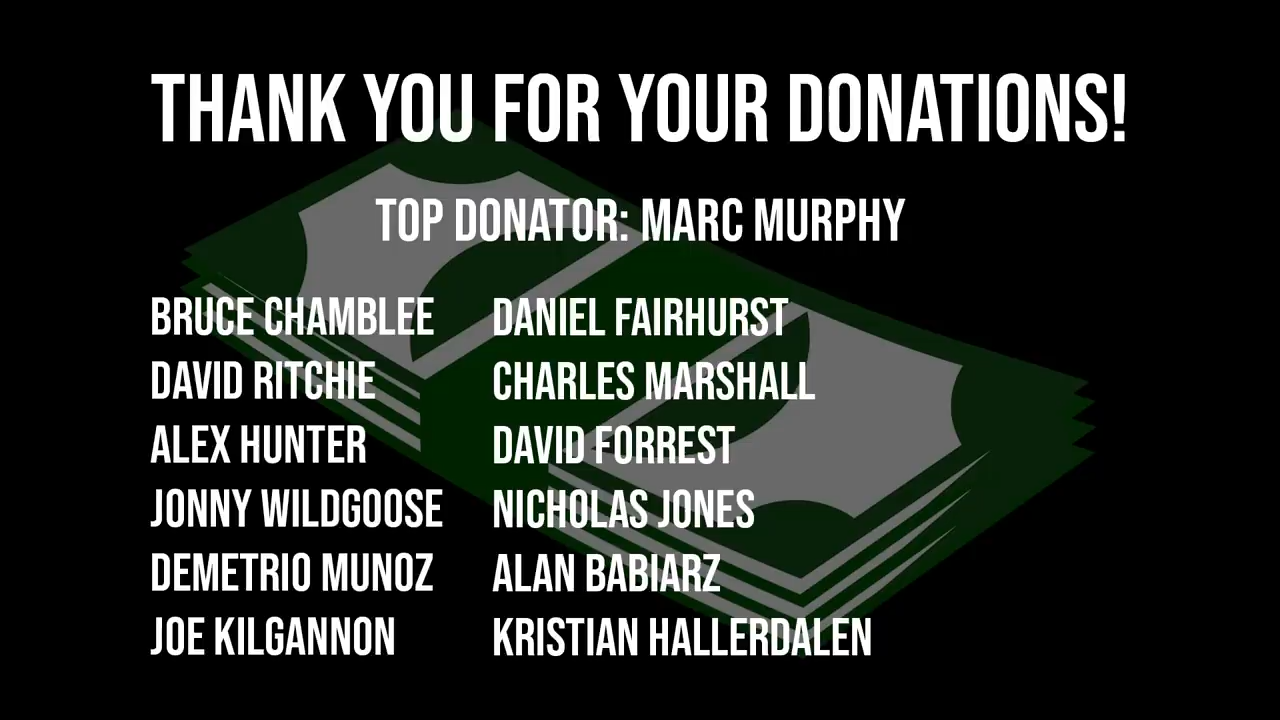 THANK YOU FOR YOUR DONATIONS!
TOP DONATOR: MARC MURPHY
BRUCE CHAMBLEE
DAVID RITCHIE
ALEX HUNTER
JONNY WILDGOOSE
DEMETRIO MUNOZ
JOE KILGANNON
DANIEL FAIRHURST
CHARLES MARSHALL
DAVID FORREST
NICHOLAS JONES
ALAN BABIARZ
KRISTIAN HALLERDALEN